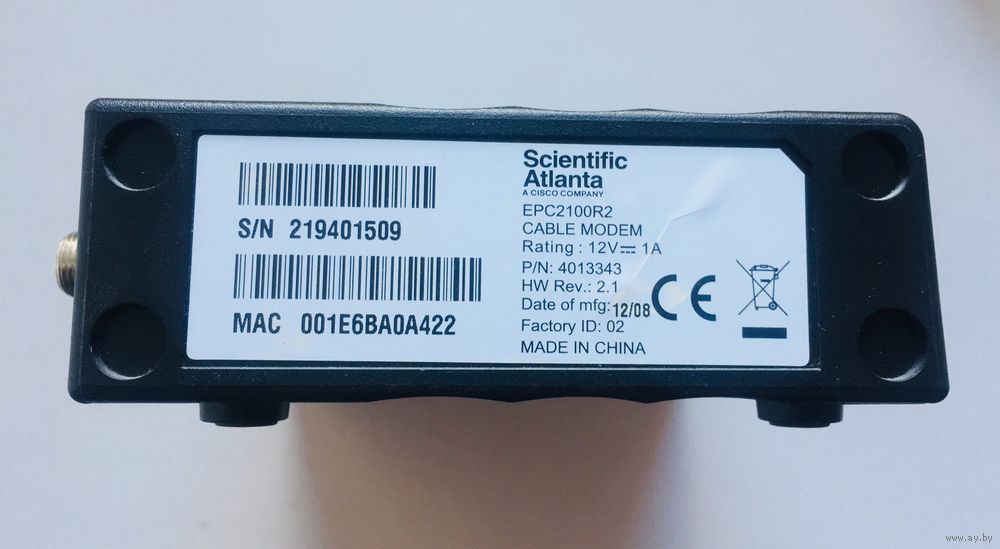 S/N 219401509
MAC 001E6BA0A422
Scientific
Atlanta
A CISCO COMPANY
EPC2100R2
CABLE MODEM
Rating : 12V⎓ 1A
P/N: 4013343
HW Rev.: 2.1
Date of mfg: 12/08
Factory ID: 02
MADE IN CHINA
CE
www.ay.by